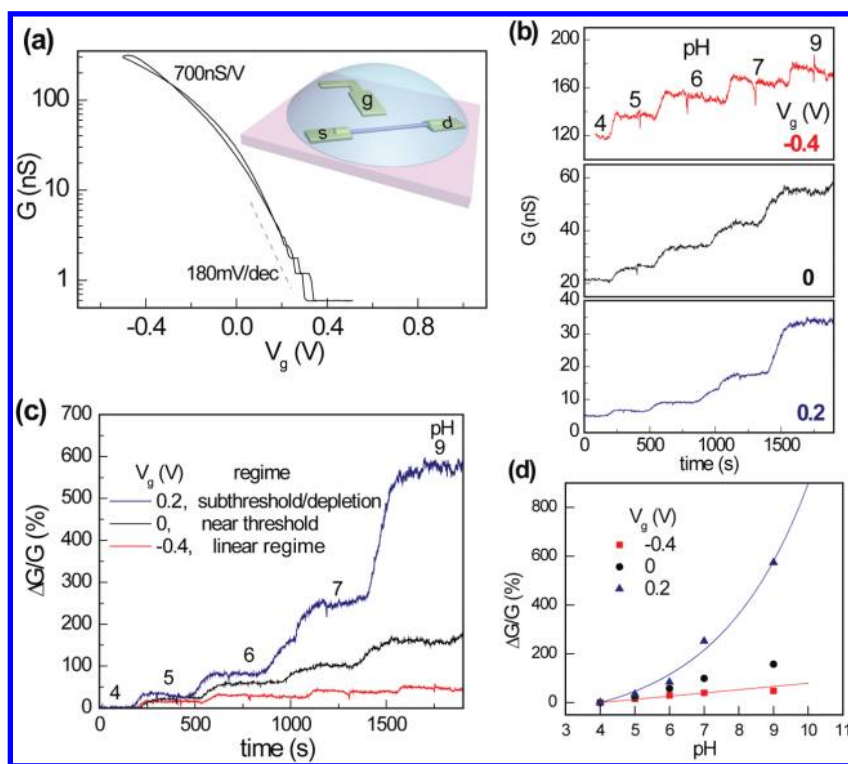 (a)
700nS/V
180mV/dec
g
s
d
G (nS)
100
10
1
-0.4
0.0
0.4
0.8
V_g (V)
(b)
pH
4
5
6
7
9
V_g (V)
-0.4
160
120
200
G (nS)
60
40
20
0
40
30
20
10
0
0.2
0
500
1000
1500
time (s)
(c)
700
600
500
400
300
200
100
0
ΔG/G (%)
pH
9
V_g (V) regime
0.2, subthreshold/depletion
0, near threshold
-0.4, linear regime
4
5
6
7
0
500
1000
1500
time (s)
(d)
800
600
400
200
0
ΔG/G (%)
V_g (V)
-0.4
0
0.2
3
4
5
6
7
8
9
10
11
pH